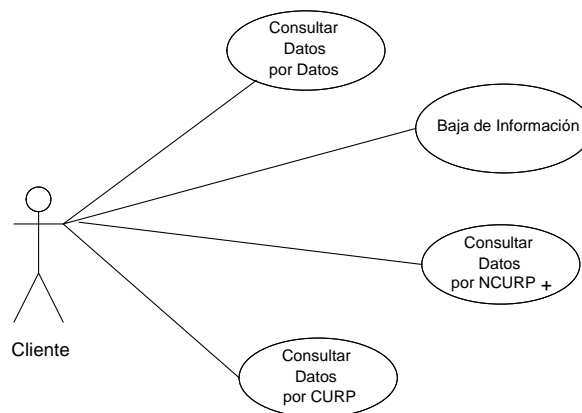 Consultar
Datos
por Datos
Baja de Información
Consultar
Datos
por NCURP +
Cliente
Consultar
Datos
por CURP